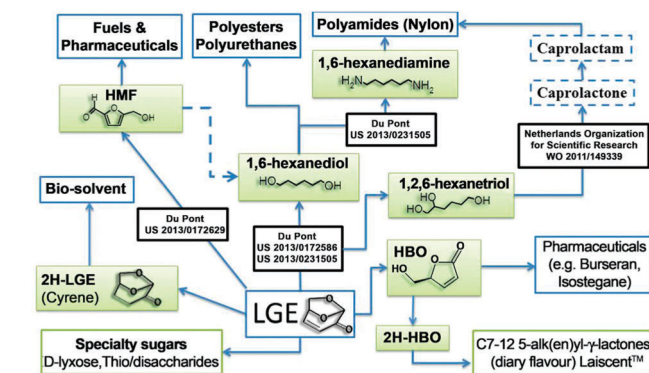 Fuels &
Pharmaceuticals
Polyesters
Polyurethanes
Polyamides (Nylon)
Caprolactam
1,6-hexanediamine
H₂N
NH₂
HMF
H
O
O
OH
Caprolactone
Du Pont
US 2013/0231505
Netherlands Organization
for Scientific Research
WO 2011/149339
1,6-hexanediol
HO
OH
Bio-solvent
1,2,6-hexanetriol
OH
HO
OH
Du Pont
US 2013/0172629
Du Pont
US 2013/0172586
US 2013/0231505
HBO
HO
O
O
Pharmaceuticals
(e.g. Burseran,
Isostegane)
2H-LGE
(Cyrene)
O
O
O
LGE
O
O
O
2H-HBO
Specialty sugars
D-lyxose,Thio/disaccharides
C7-12 5-alk(en)yl-γ-lactones
(diary flavour) Laiscent™